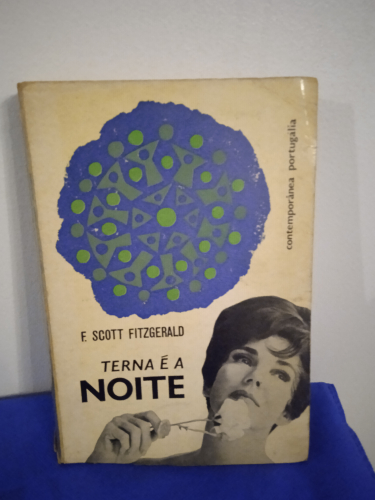 contemporânea portugália
F. SCOTT FITZGERALD
TERNA É A
NOITE